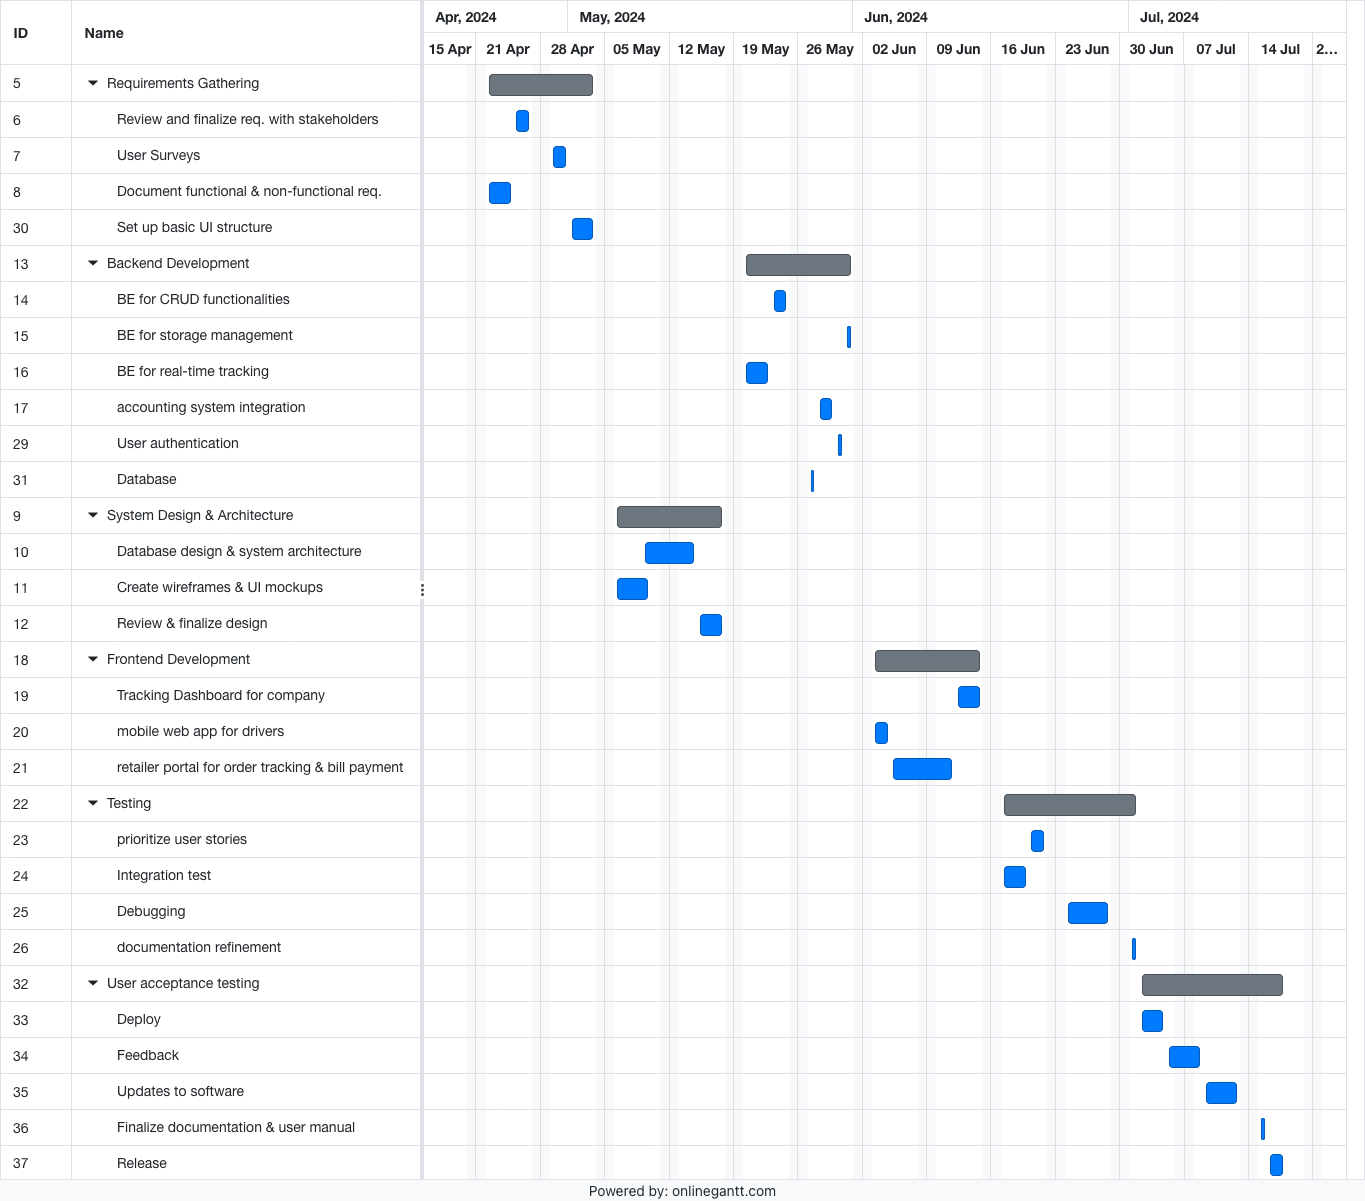 ID Name Apr, 2024 May, 2024 Jun, 2024 Jul, 2024
15 Apr 21 Apr 28 Apr 05 May 12 May 19 May 26 May 02 Jun 09 Jun 16 Jun 23 Jun 30 Jun 07 Jul 14 Jul 2...
5 Requirements Gathering
6 Review and finalize req. with stakeholders
7 User Surveys
8 Document functional & non-functional req.
30 Set up basic UI structure
13 Backend Development
14 BE for CRUD functionalities
15 BE for storage management
16 BE for real-time tracking
17 accounting system integration
29 User authentication
31 Database
9 System Design & Architecture
10 Database design & system architecture
11 Create wireframes & UI mockups
12 Review & finalize design
18 Frontend Development
19 Tracking Dashboard for company
20 mobile web app for drivers
21 retailer portal for order tracking & bill payment
22 Testing
23 prioritize user stories
24 Integration test
25 Debugging
26 documentation refinement
32 User acceptance testing
33 Deploy
34 Feedback
35 Updates to software
36 Finalize documentation & user manual
37 Release
Powered by: onlinegantt.com